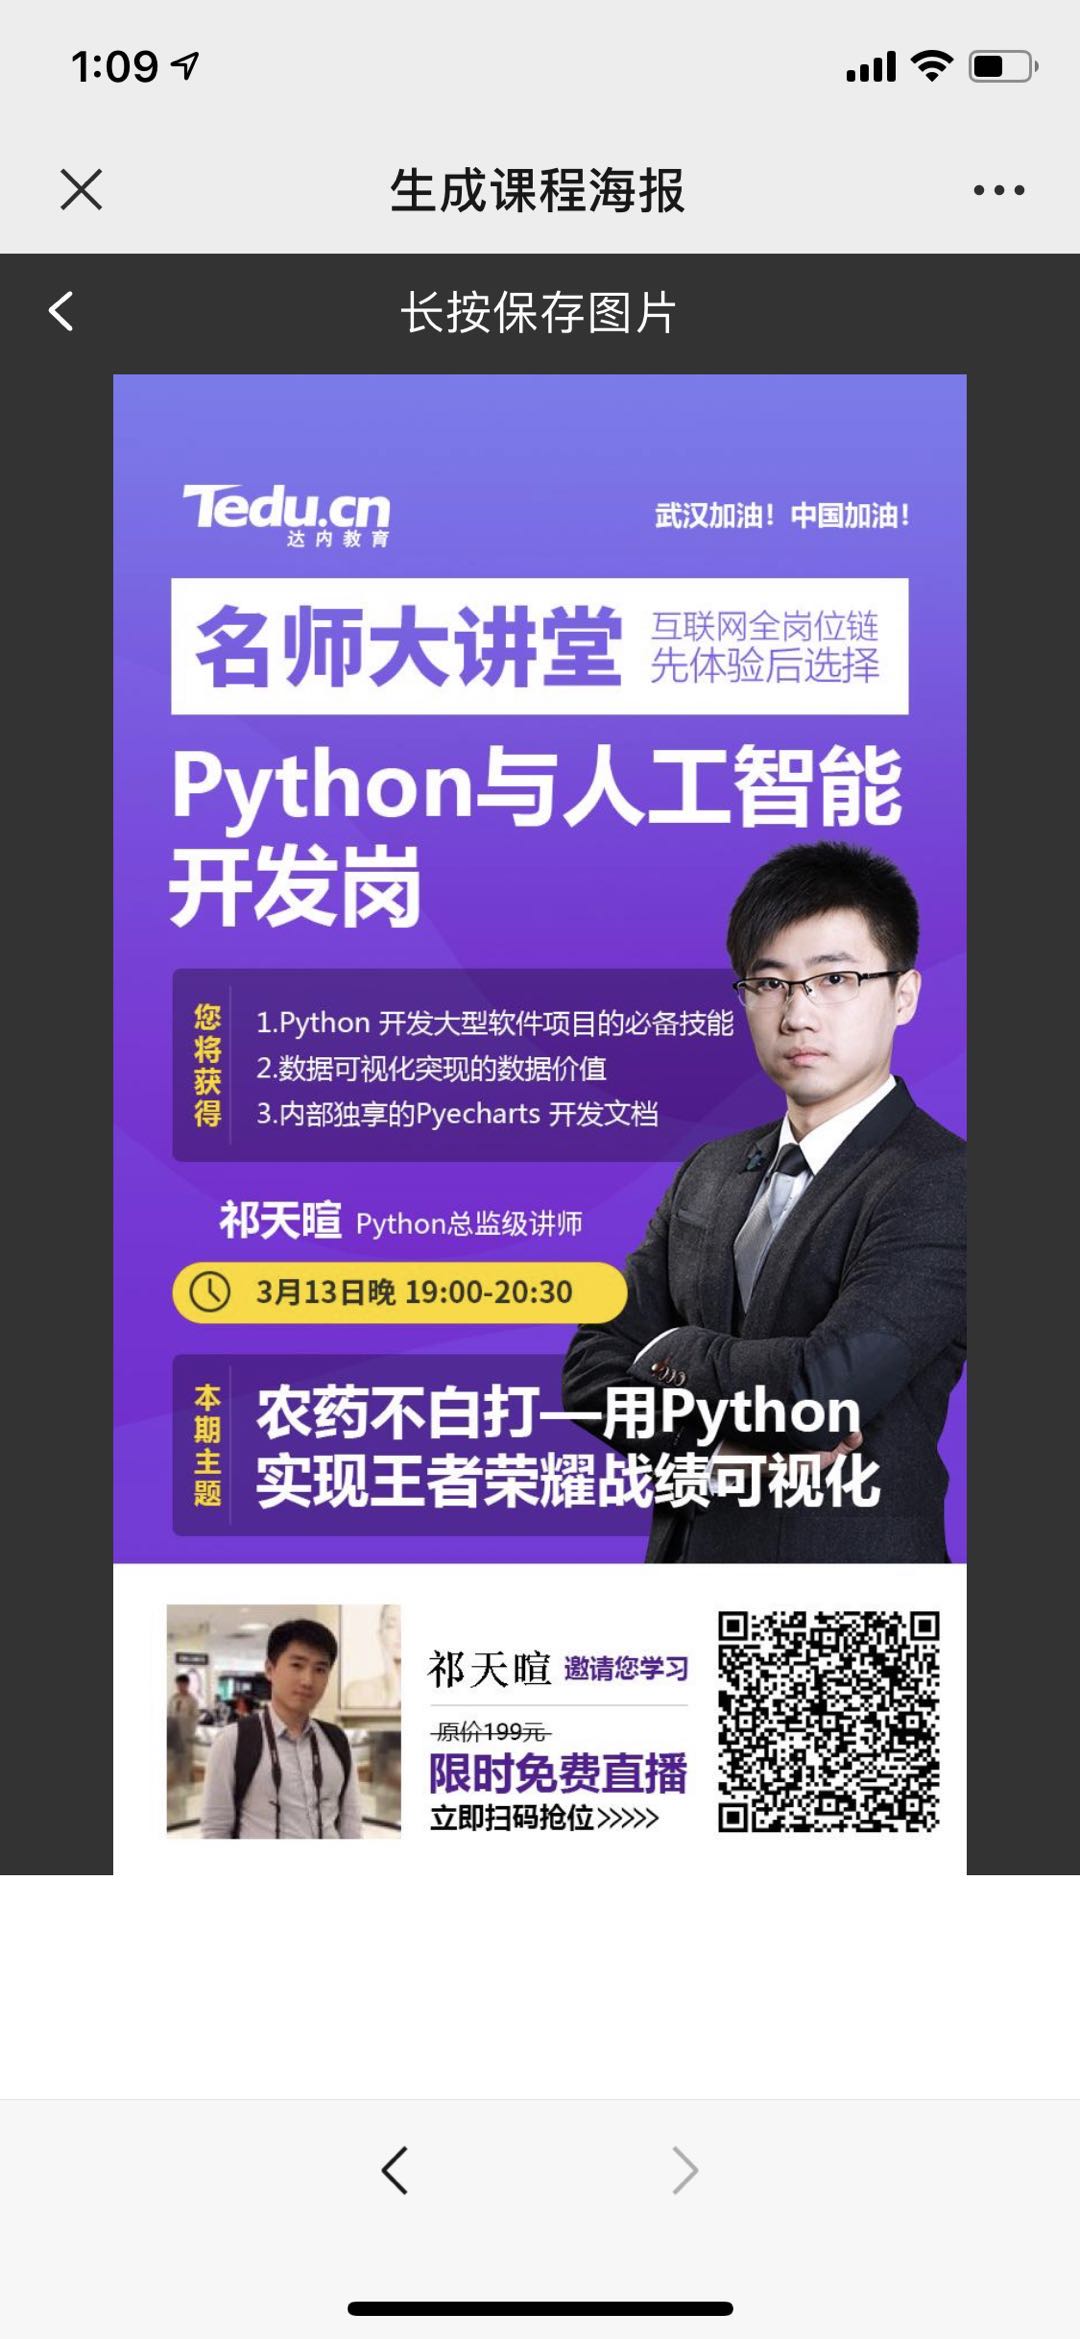 1:09
生成课程海报
长按保存图片
Tedu.cn
达内教育
武汉加油！中国加油！
名师大讲堂
互联网全岗位链
先体验后选择
Python与人工智能
开发岗
您将获得
1.Python 开发大型软件项目的必备技能
2.数据可视化突现的数据价值
3.内部独享的Pyecharts 开发文档
祁天暄 Python总监级讲师
3月13日晚 19:00-20:30
本期主题
农药不白打—用Python
实现王者荣耀战绩可视化
祁天暄 邀请您学习
原价199元
限时免费直播
立即扫码抢位>>>>>